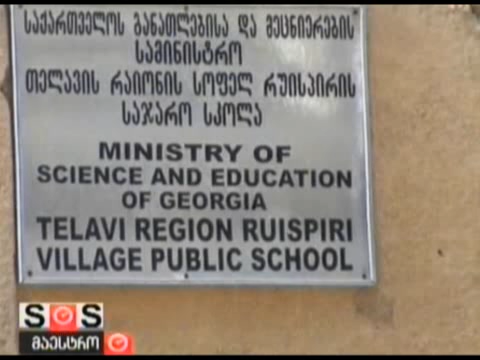 საქართველოს განათლებისა და მეცნიერების
სამინისტრო
თელავის რაიონის სოფელ რუისპირის
საჯარო სკოლა
MINISTRY OF
SCIENCE AND EDUCATION
OF GEORGIA
TELAVI REGION RUISPIRI
VILLAGE PUBLIC SCHOOL
SOS
მაესტრო